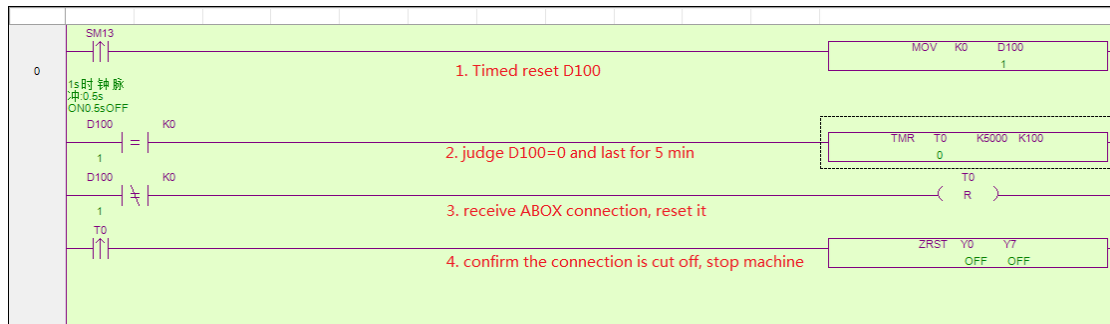 SM13
MOV K0 D100
1
0
1. Timed reset D100
1s时 钟 脉
冲:0.5s
ON0.5sOFF
D100 K0
=
TMR T0 K5000 K100
1
0
2. judge D100=0 and last for 5 min
D100 K0
T0
R
1
3. receive ABOX connection, reset it
T0
ZRST Y0 Y7
OFF OFF
4. confirm the connection is cut off, stop machine